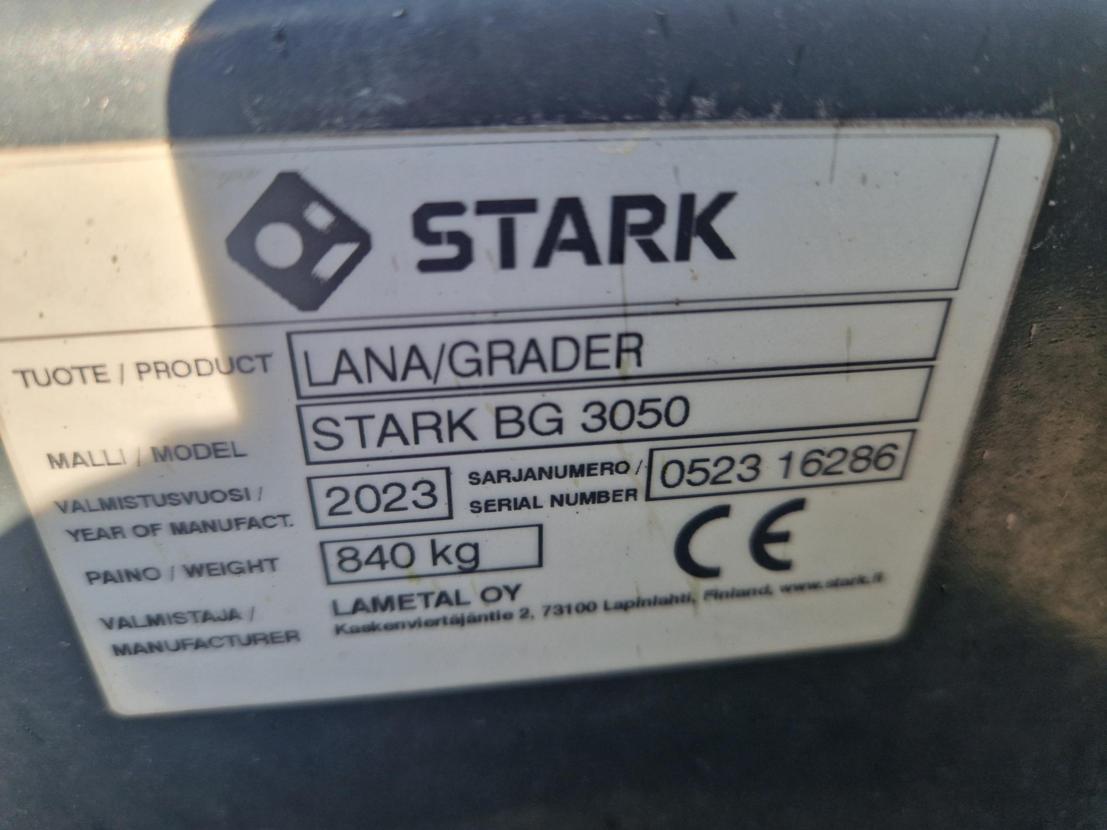 STARK
TUOTE / PRODUCT LANA/GRADER
MALLI / MODEL STARK BG 3050
VALMISTUSVUOSI / YEAR OF MANUFACT. 2023 SARJANUMERO / SERIAL NUMBER 0523 16286
PAINO / WEIGHT 840 kg CE
VALMISTAJA / MANUFACTURER LAMETAL OY
Kaskenviertäjäntie 2, 73100 Lapinlahti, Finland, www.stark.fi